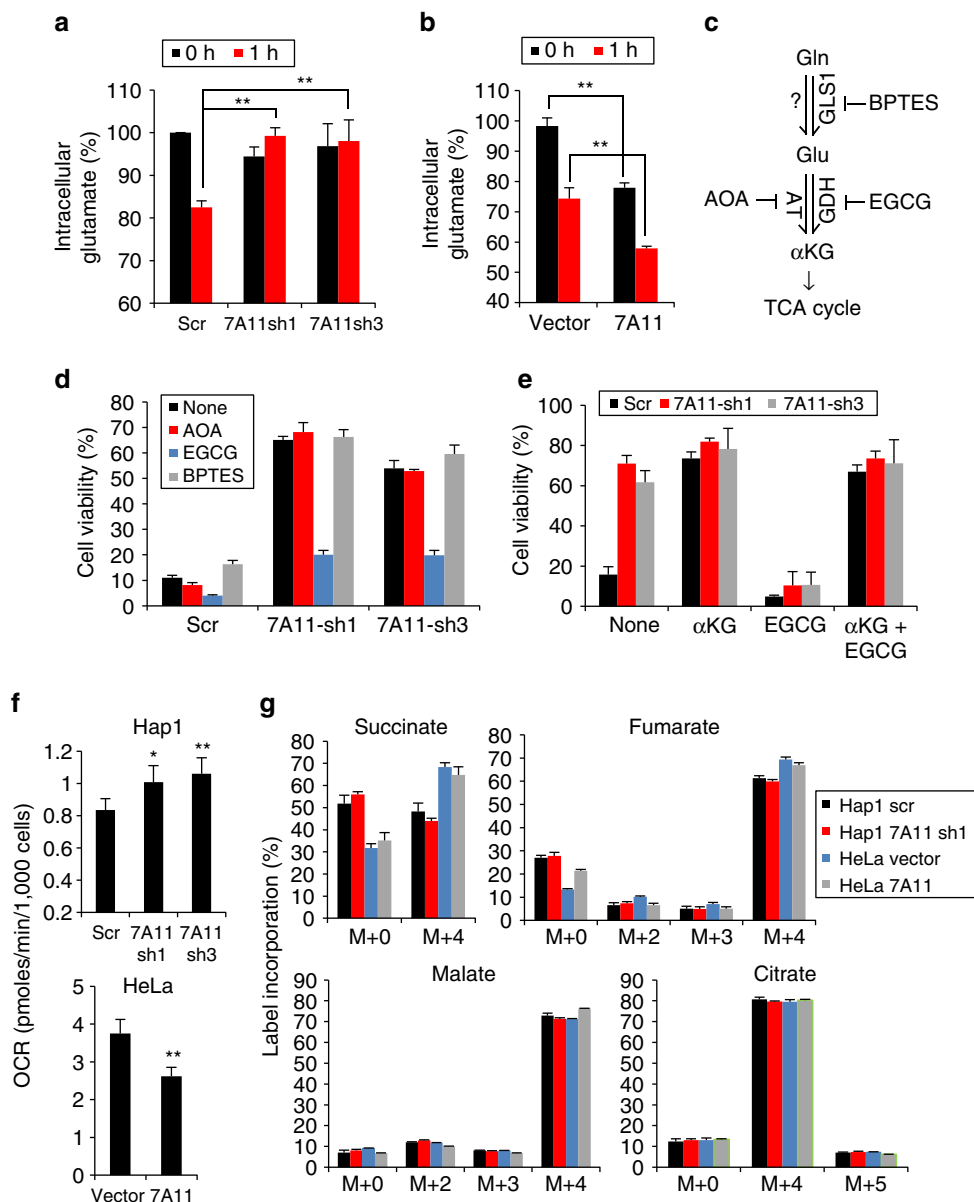 a
0 h 1 h
**
**
Intracellular
glutamate (%)
110
100
90
80
70
60
Scr 7A11sh1 7A11sh3
b
0 h 1 h
**
**
Intracellular
glutamate (%)
110
100
90
80
70
60
50
40
Vector 7A11
c
Gln
?
GLS1
BPTES
Glu
AOA
AT
GDH
EGCG
αKG
↓
TCA cycle
d
None
AOA
EGCG
BPTES
Cell viability (%)
80
70
60
50
40
30
20
10
0
Scr 7A11-sh1 7A11-sh3
e
Scr 7A11-sh1 7A11-sh3
Cell viability (%)
100
80
60
40
20
0
None αKG EGCG αKG +
EGCG
f
Hap1
OCR (pmoles/min/1,000 cells)
1.2
1
0.8
0.6
0.4
0.2
*
**
Scr 7A11 7A11
sh1 sh3
HeLa
5
4
3
2
1
0
**
Vector 7A11
g
Label incorporation (%)
Succinate
80
70
60
50
40
30
20
10
0
M+0 M+4
Fumarate
80
70
60
50
40
30
20
10
0
M+0 M+2 M+3 M+4
Hap1 scr
Hap1 7A11 sh1
HeLa vector
HeLa 7A11
Malate
90
80
70
60
50
40
30
20
10
0
M+0 M+2 M+3 M+4
Citrate
90
80
70
60
50
40
30
20
10
0
M+0 M+4 M+5